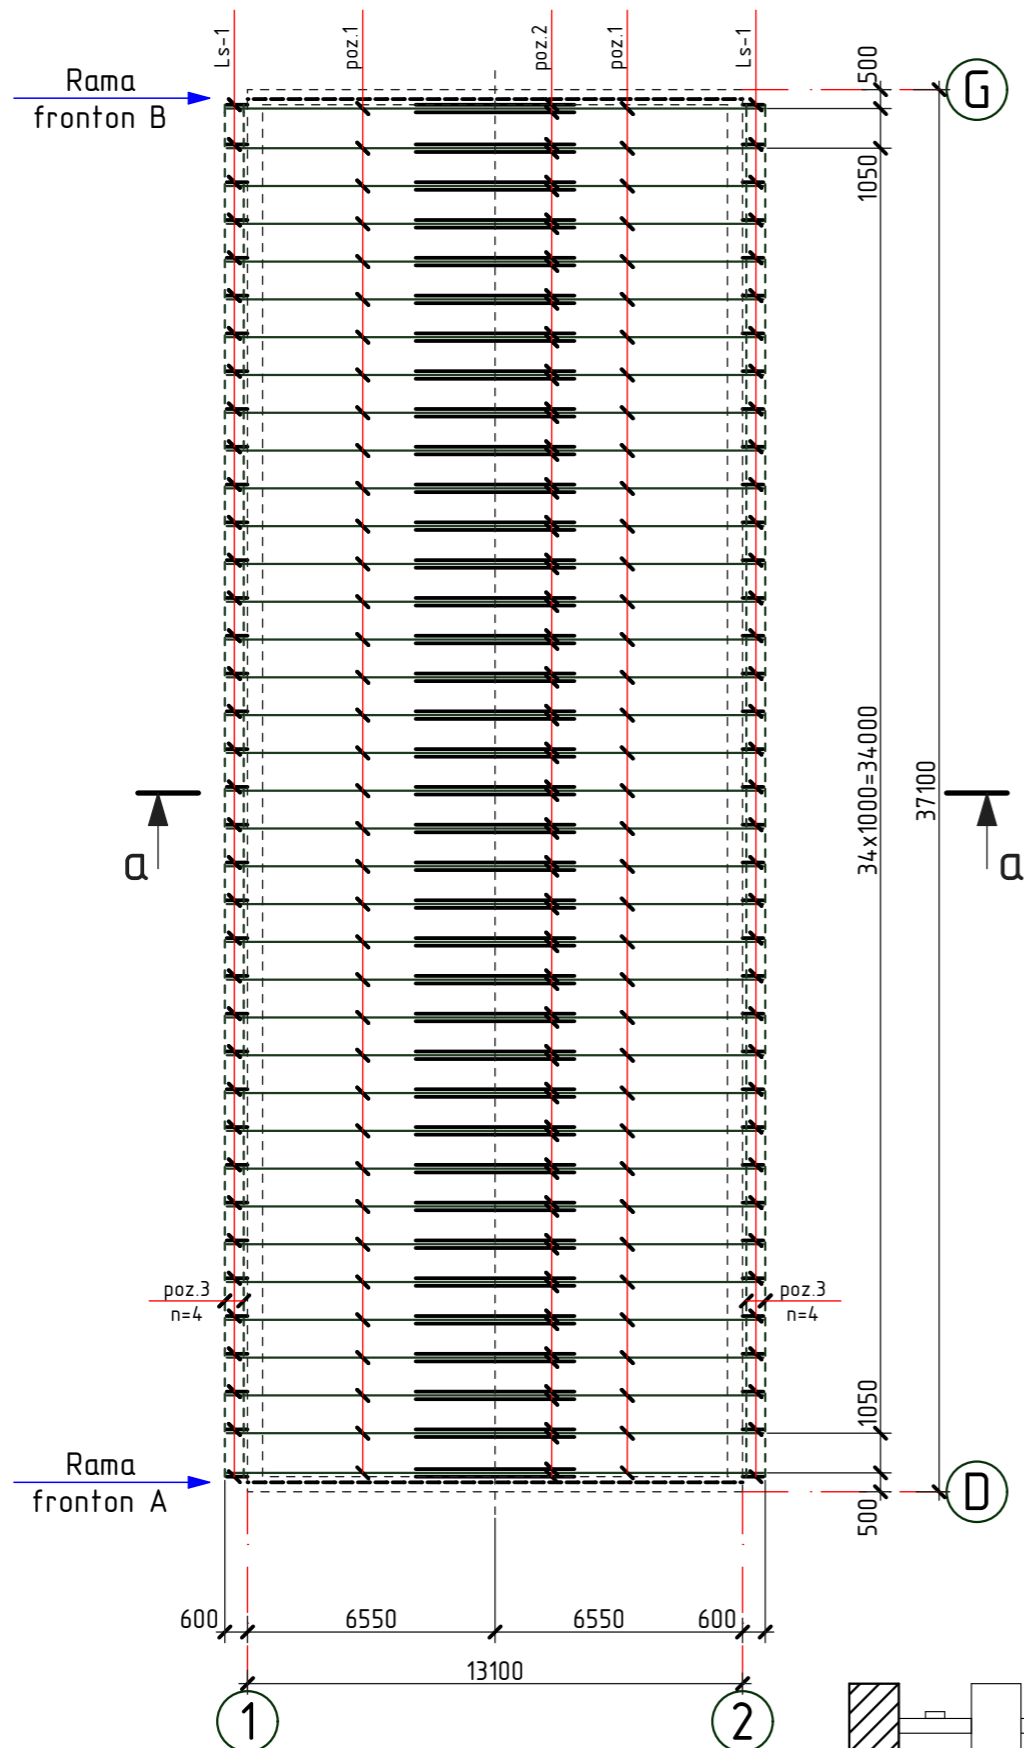 Ls-1
poz.1
poz.2
poz.1
Ls-1
Rama
fronton B
500
G
1050
34x1000=34000
37100
a
a
poz.3
n=4
poz.3
n=4
1050
Rama
fronton A
500
D
600
6550
6550
600
13100
1
2